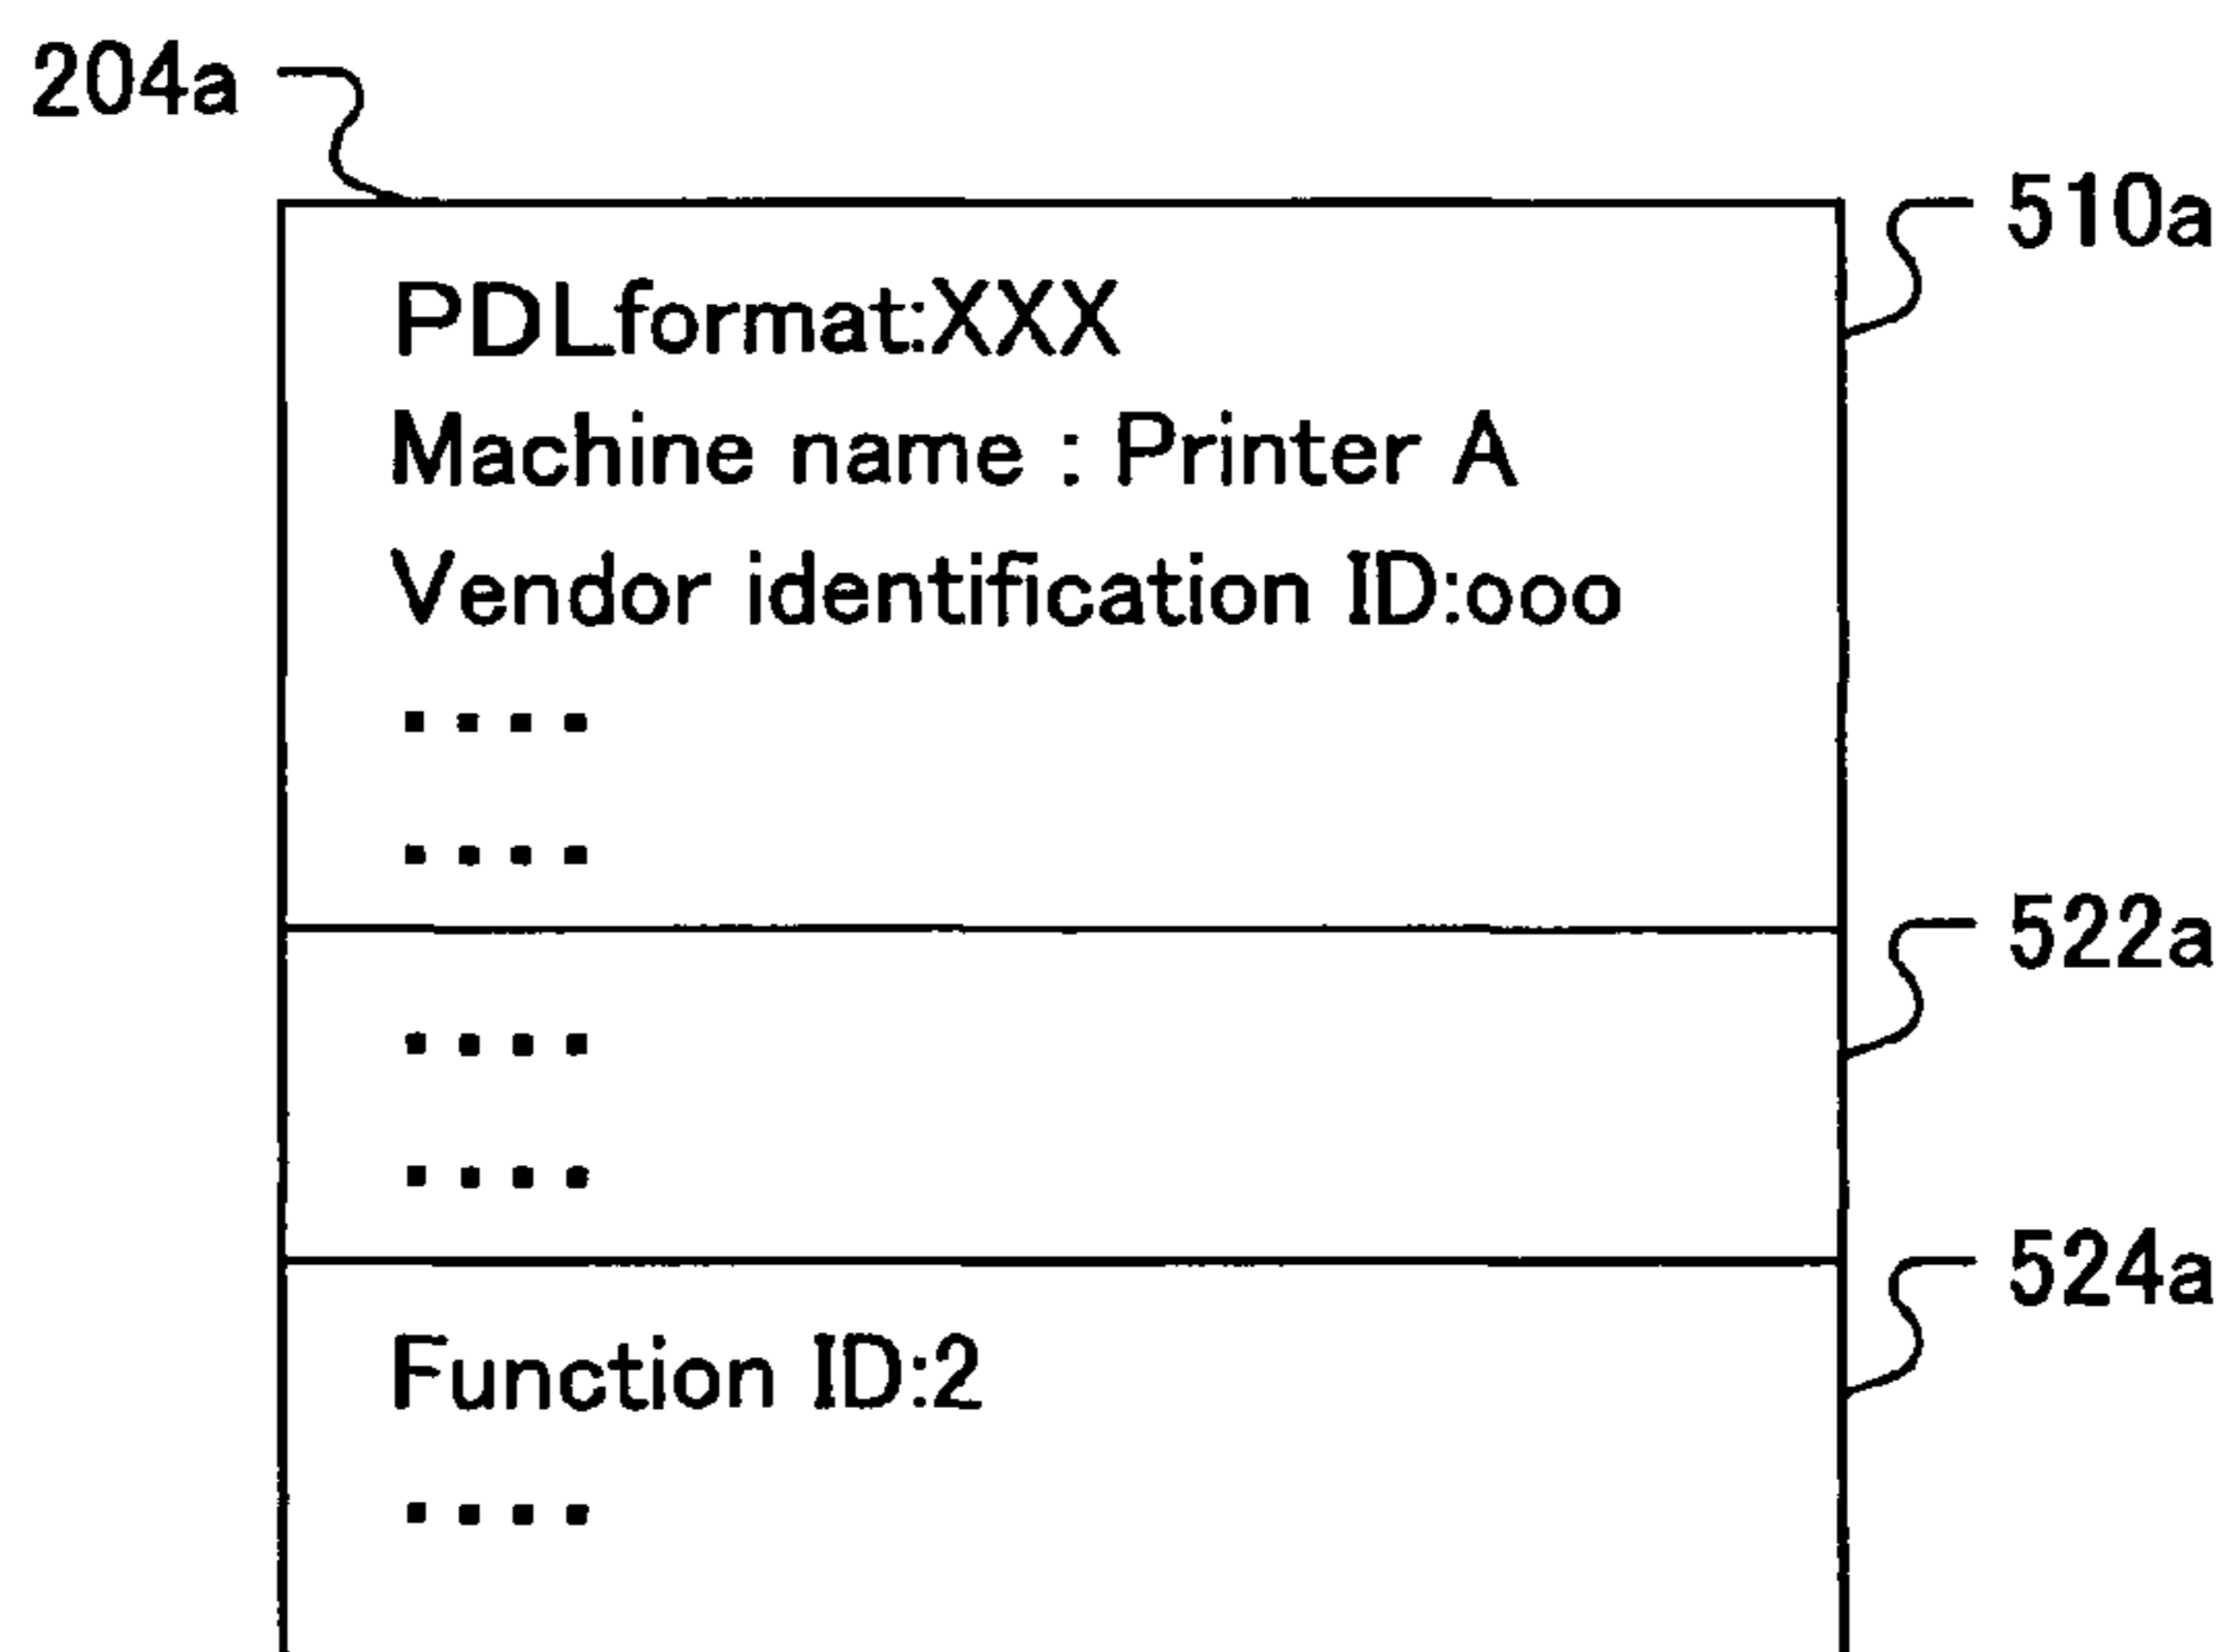 204a
510a
PDLformat:XXX
Machine name : Printer A
Vendor identification ID:ooo
....
....
522a
....
....
524a
Function ID:2
....